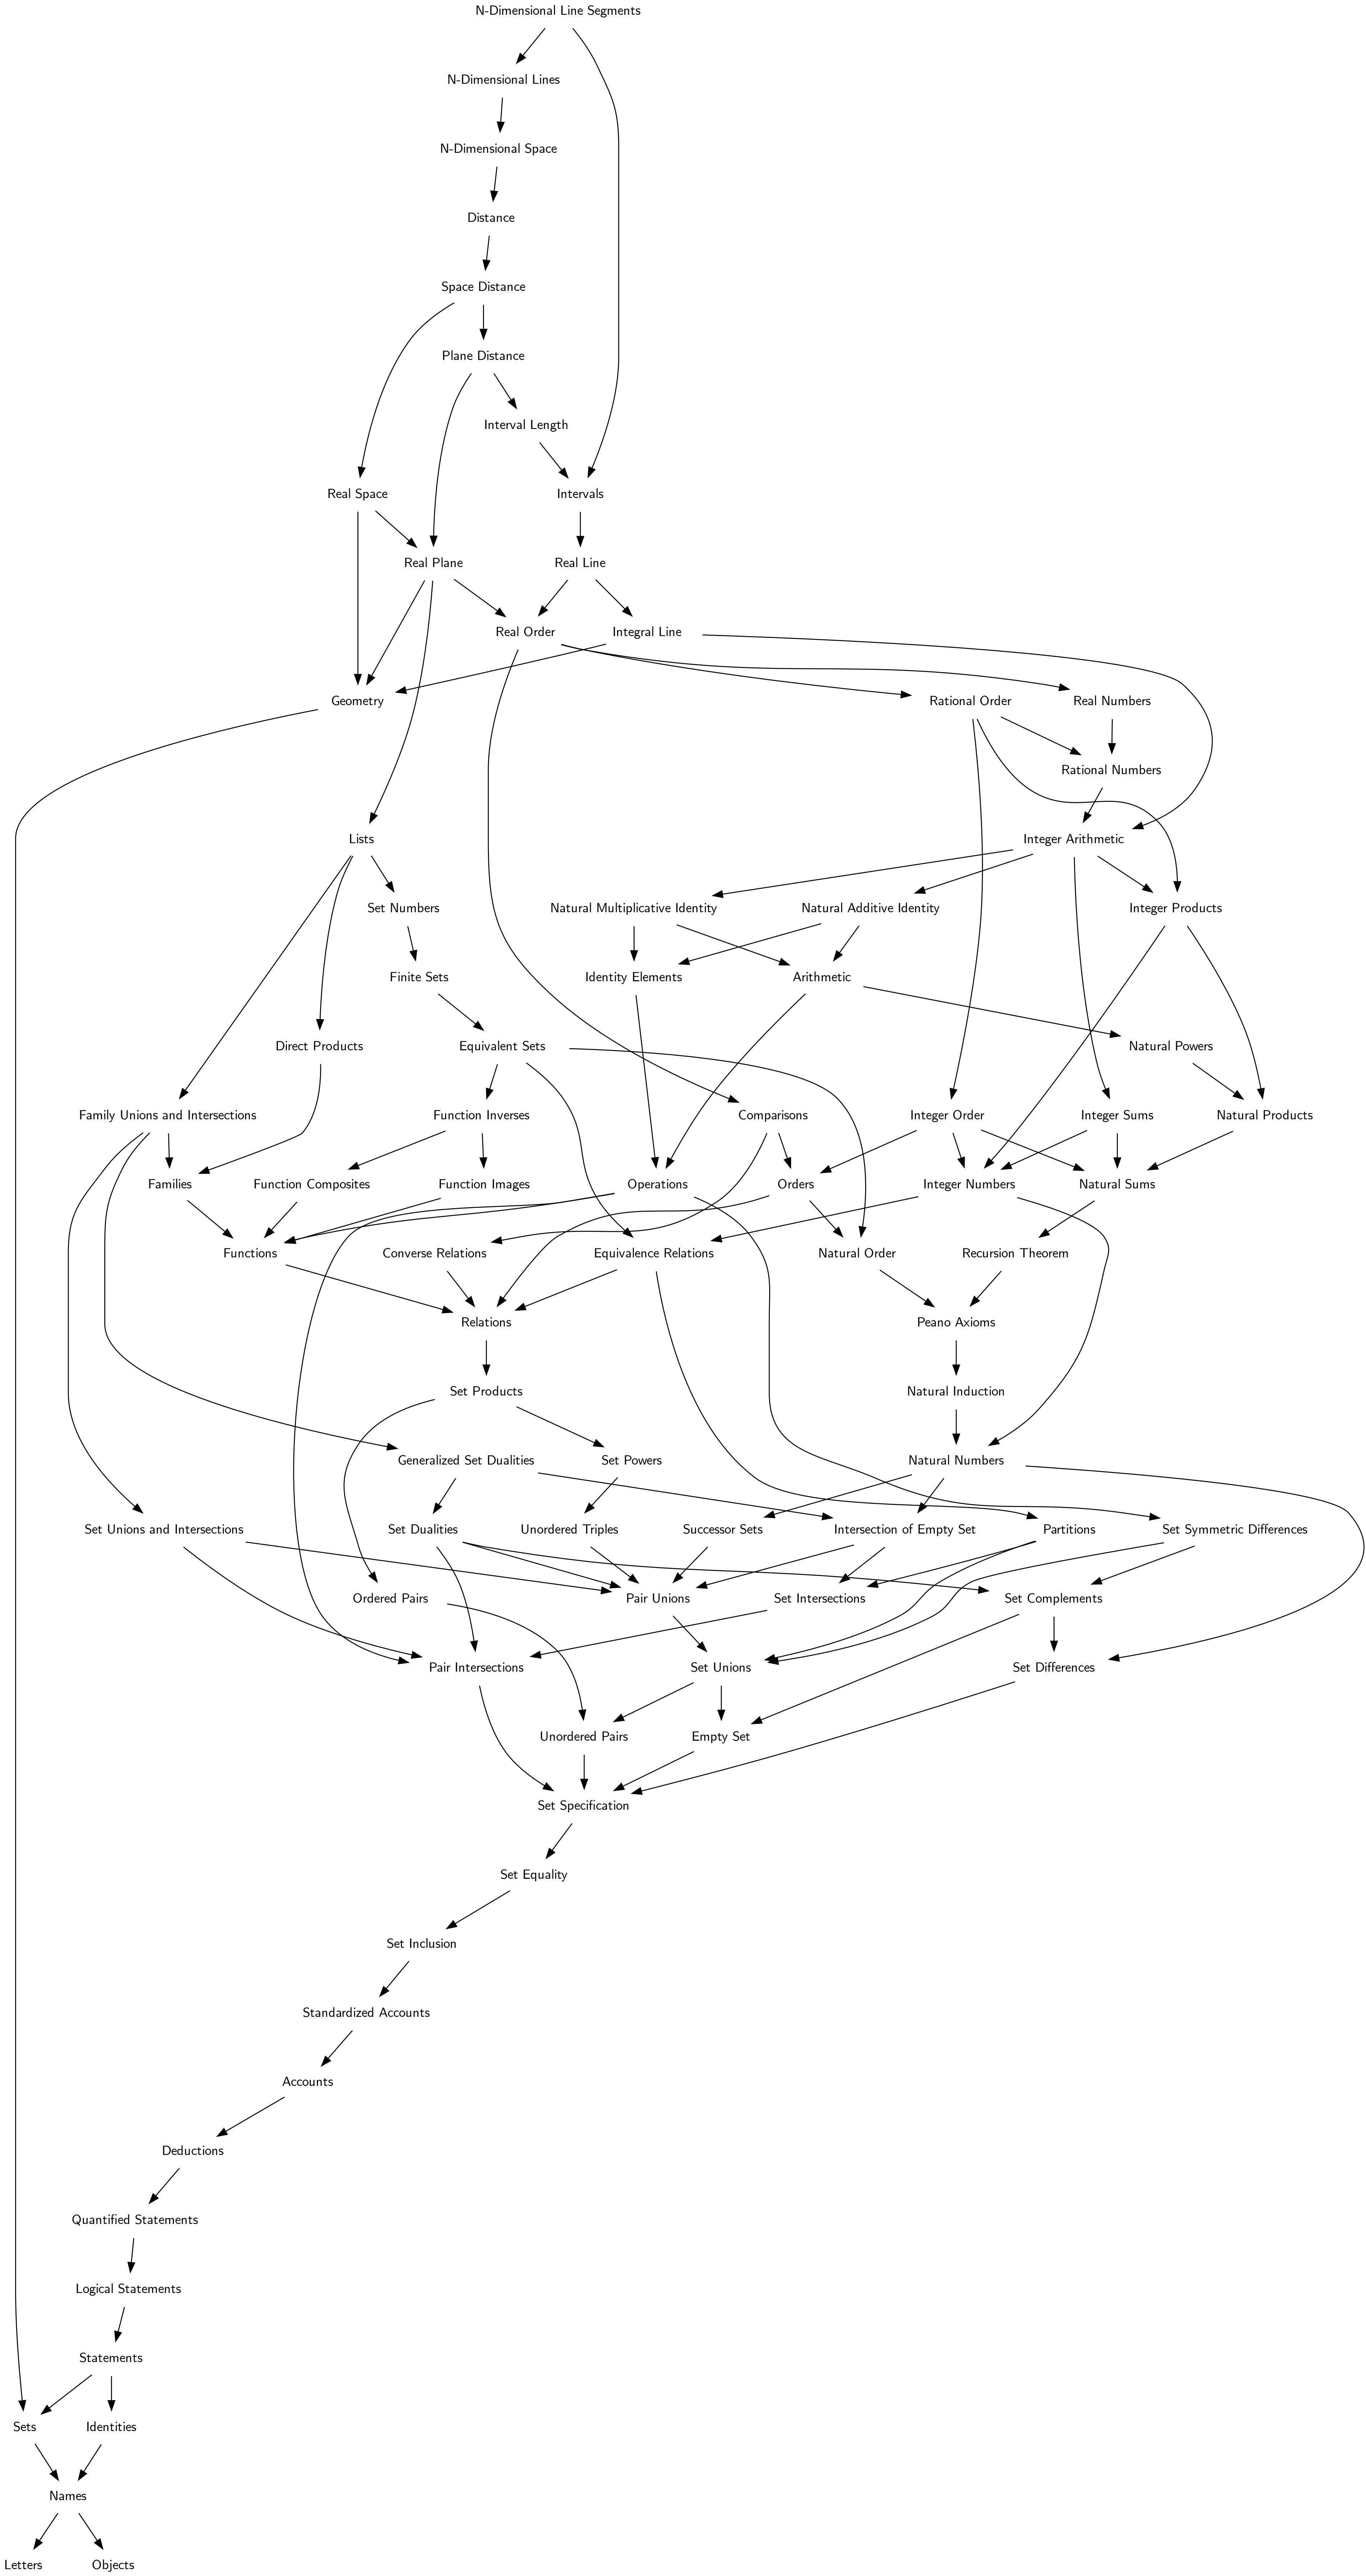 N-Dimensional Line Segments
N-Dimensional Lines
N-Dimensional Space
Distance
Space Distance
Plane Distance
Interval Length
Real Space
Intervals
Real Plane
Real Line
Real Order
Integral Line
Geometry
Rational Order
Real Numbers
Rational Numbers
Lists
Integer Arithmetic
Set Numbers
Natural Multiplicative Identity
Natural Additive Identity
Integer Products
Finite Sets
Identity Elements
Arithmetic
Direct Products
Equivalent Sets
Natural Powers
Family Unions and Intersections
Function Inverses
Comparisons
Integer Order
Integer Sums
Natural Products
Families
Function Composites
Function Images
Operations
Orders
Integer Numbers
Natural Sums
Functions
Converse Relations
Equivalence Relations
Natural Order
Recursion Theorem
Relations
Peano Axioms
Set Products
Natural Induction
Generalized Set Dualities
Set Powers
Natural Numbers
Set Unions and Intersections
Set Dualities
Unordered Triples
Successor Sets
Intersection of Empty Set
Partitions
Set Symmetric Differences
Ordered Pairs
Pair Unions
Set Intersections
Set Complements
Pair Intersections
Set Unions
Set Differences
Unordered Pairs
Empty Set
Set Specification
Set Equality
Set Inclusion
Standardized Accounts
Accounts
Deductions
Quantified Statements
Logical Statements
Statements
Sets
Identities
Names
Letters
Objects